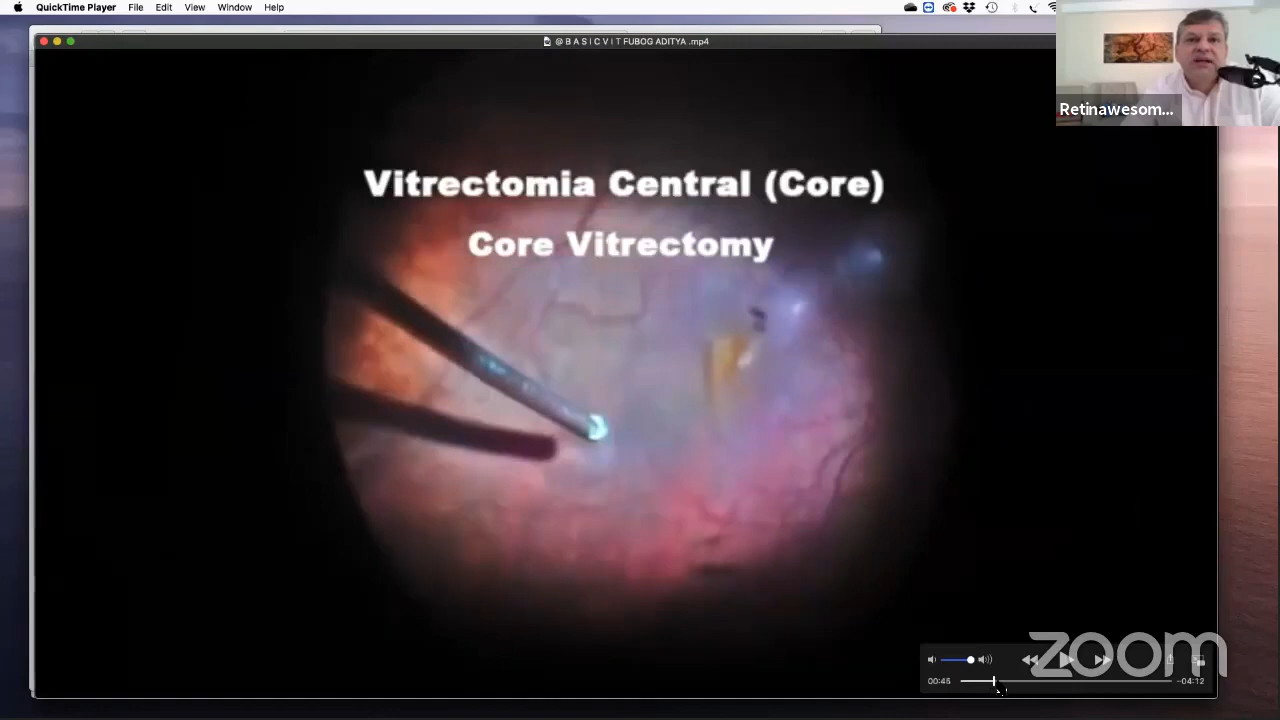 QuickTime Player File Edit View Window Help
@ B A S I C V I T FUBOG ADITYA .mp4
Retinawesom...
Vitrectomia Central (Core)
Core Vitrectomy
zoom
00:45
-04:12